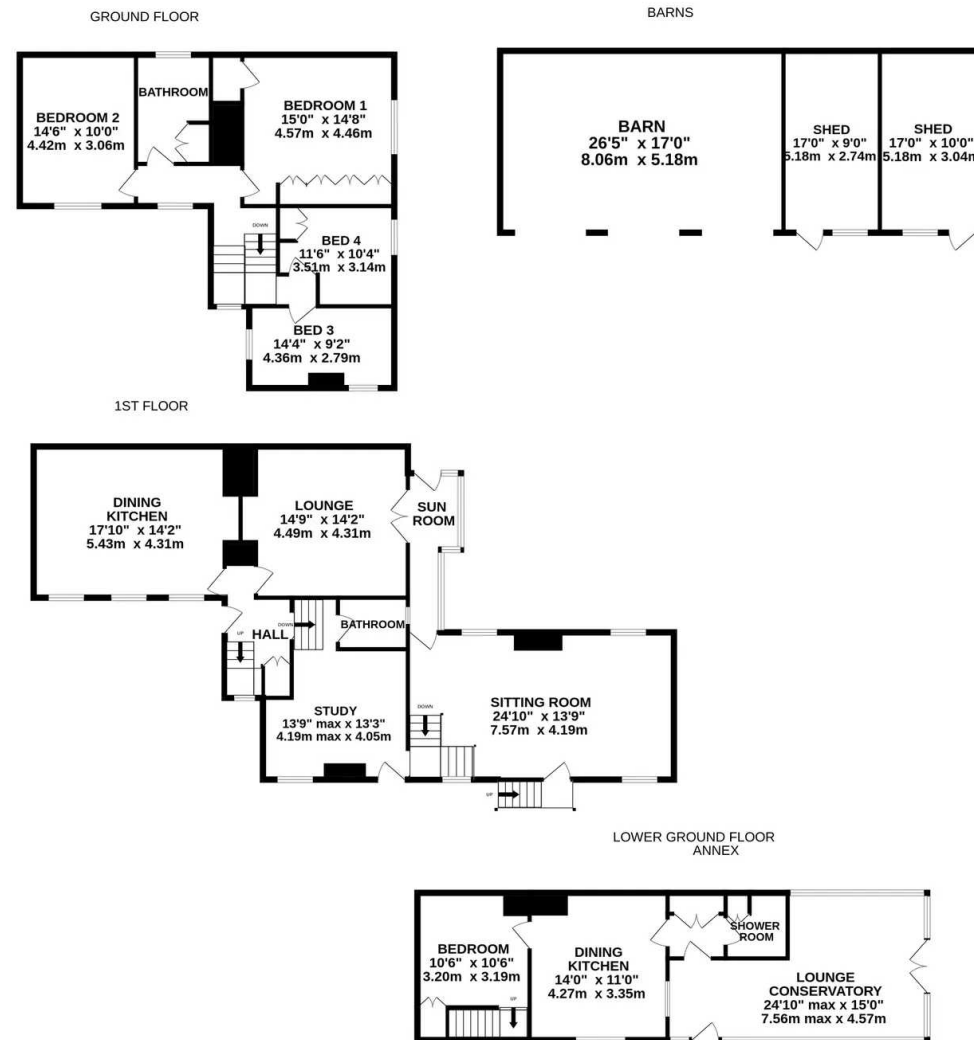 GROUND FLOOR
BARNS
BEDROOM 2
14'6" x 10'0"
4.42m x 3.06m
BATHROOM
BEDROOM 1
15'0" x 14'8"
4.57m x 4.46m
DOWN
BED 4
11'6" x 10'4"
3.51m x 3.14m
BED 3
14'4" x 9'2"
4.36m x 2.79m
BARN
26'5" x 17'0"
8.06m x 5.18m
SHED
17'0" x 9'0"
5.18m x 2.74m
SHED
17'0" x 10'0"
5.18m x 3.04m
1ST FLOOR
DINING
KITCHEN
17'10" x 14'2"
5.43m x 4.31m
LOUNGE
14'9" x 14'2"
4.49m x 4.31m
SUN
ROOM
UP
HALL
DOWN
BATHROOM
STUDY
13'9" max x 13'3"
4.19m max x 4.05m
DOWN
SITTING ROOM
24'10" x 13'9"
7.57m x 4.19m
UP
LOWER GROUND FLOOR
ANNEX
BEDROOM
10'6" x 10'6"
3.20m x 3.19m
UP
DINING
KITCHEN
14'0" x 11'0"
4.27m x 3.35m
SHOWER
ROOM
LOUNGE
CONSERVATORY
24'10" max x 15'0"
7.56m max x 4.57m